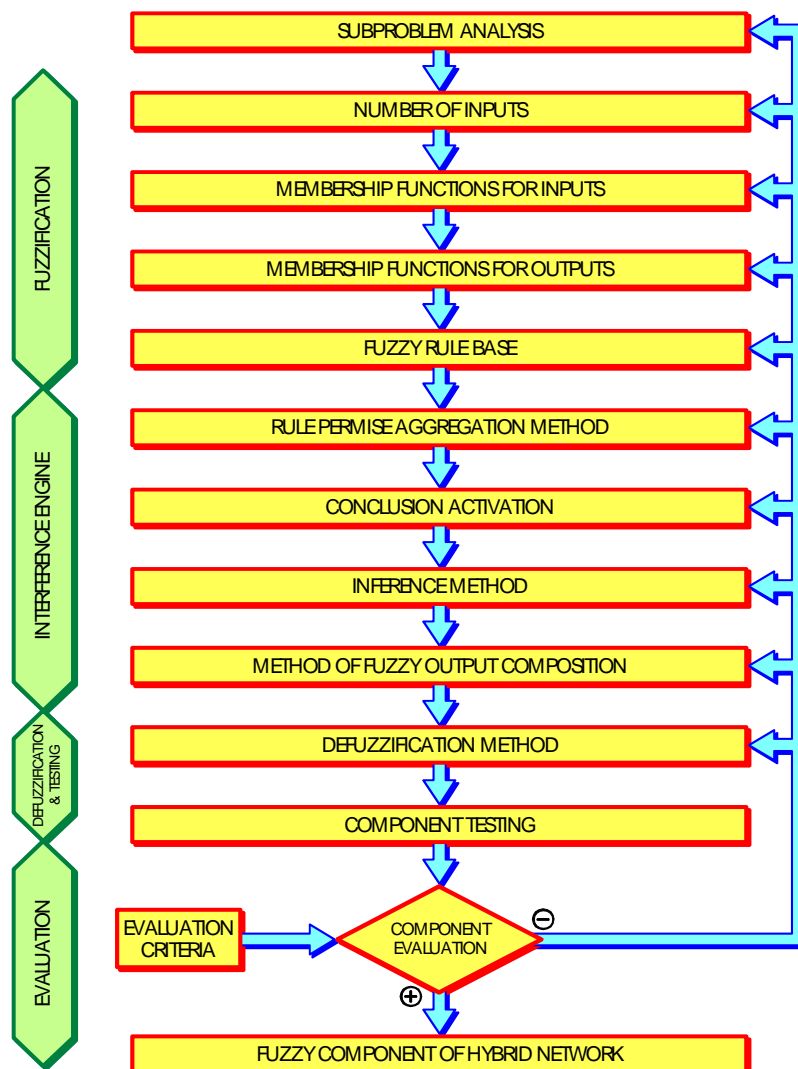 SUBPROBLEM ANALYSIS
NUMBER OF INPUTS
MEMBERSHIP FUNCTIONS FOR INPUTS
MEMBERSHIP FUNCTIONS FOR OUTPUTS
FUZZY RULE BASE
RULE PERMISE AGGREGATION METHOD
CONCLUSION ACTIVATION
INFERENCE METHOD
METHOD OF FUZZY OUTPUT COMPOSITION
DEFUZZIFICATION METHOD
COMPONENT TESTING
EVALUATION
CRITERIA
COMPONENT
EVALUATION
⊖
⊕
FUZZY COMPONENT OF HYBRID NETWORK
FUZZIFICATION
INTERFERENCE ENGINE
DEFUZZIFICATION
& TESTING
EVALUATION